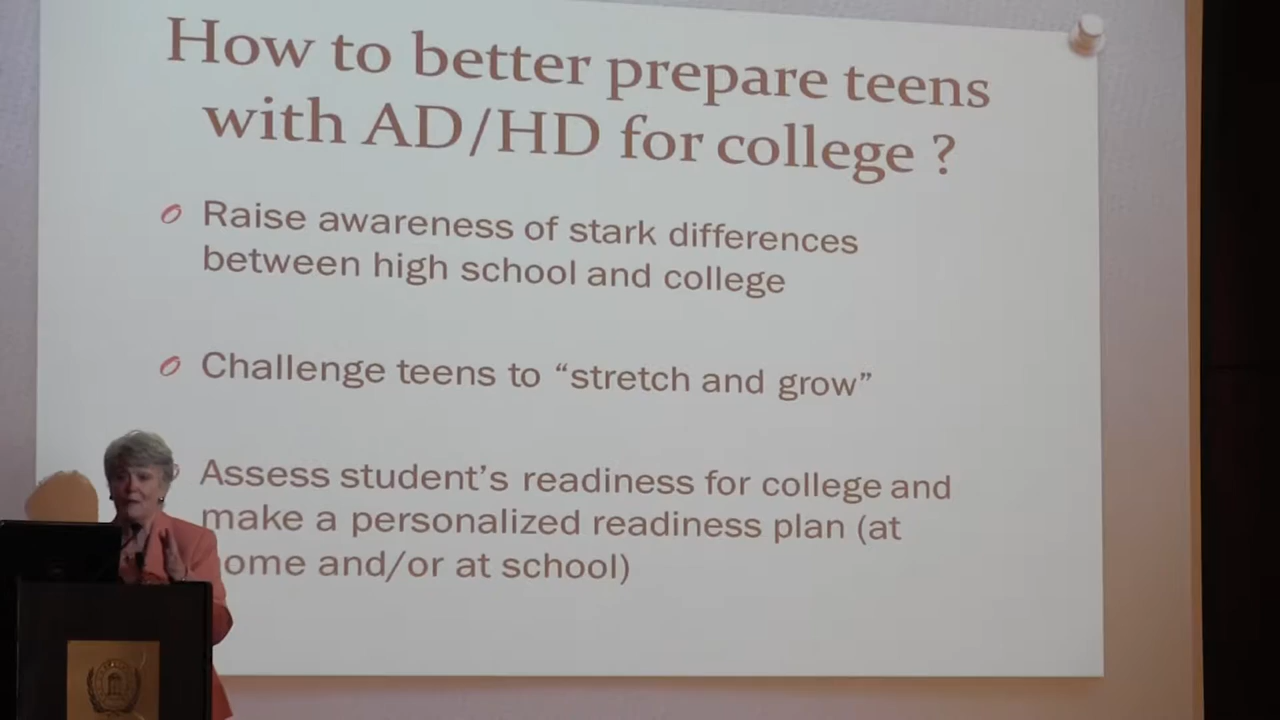 How to better prepare teens
with AD/HD for college ?
Raise awareness of stark differences
between high school and college
Challenge teens to “stretch and grow”
Assess student’s readiness for college and
make a personalized readiness plan (at
ome and/or at school)